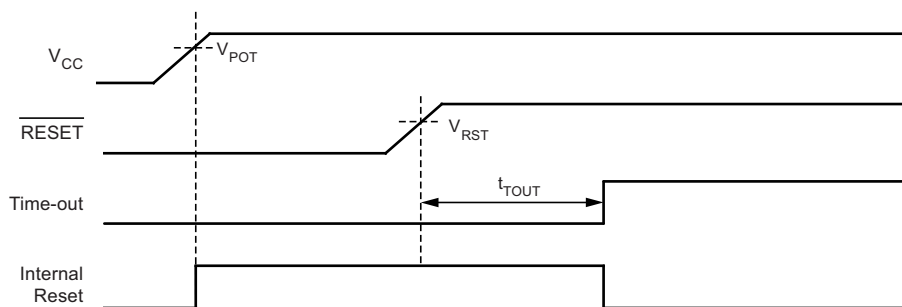 V_CC
V_POT
RESET
V_RST
t_TOUT
Time-out
Internal
Reset